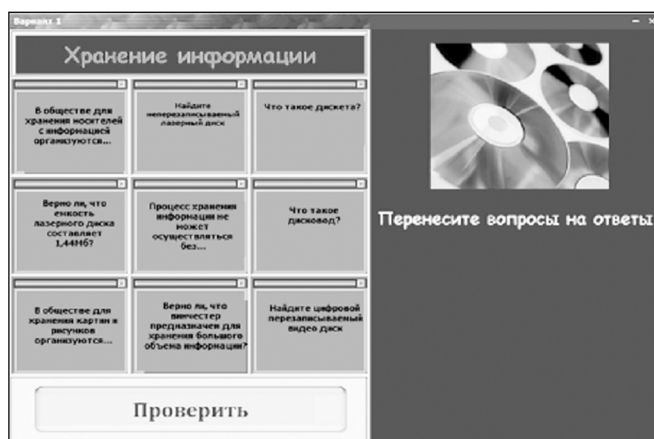 Вариант 1
Хранение информации
В обществе для
хранения носителей
с информацией
организуются...
Найдите
неперезаписываемый
лазерный диск
Что такое дискета?
Верно ли, что
емкость
лазерного диска
составляет
1,44Мб?
Процесс хранения
информации не
может
осуществляться
без...
Что такое
дисковод?
В обществе для
хранения картин и
рисунков
организуются...
Верно ли, что
винчестер
предназначен для
хранения большого
объема информации?
Найдите цифровой
перезаписываемый
видео диск
Проверить
Перенесите вопросы на ответы